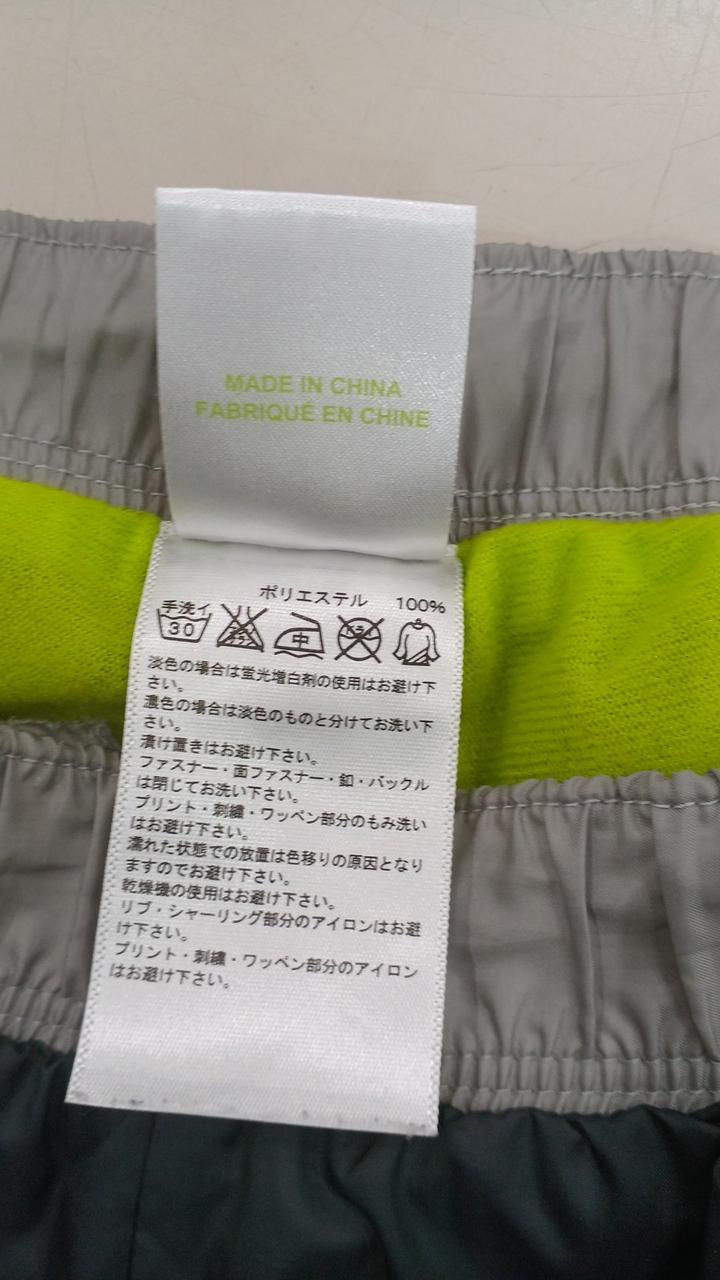 MADE IN CHINA
FABRIQUÉ EN CHINE
ポリエステル 100%
手洗イ
30
中
淡色の場合は蛍光増白剤の使用はお避け下
さい。
濃色の場合は淡色のものと分けてお洗い下
さい。
漬け置きはお避け下さい。
ファスナー・面ファスナー・釦・バックル
は閉じてお洗い下さい。
プリント・刺繍・ワッペン部分のもみ洗い
はお避け下さい。
濡れた状態での放置は色移りの原因となり
ますのでお避け下さい。
乾燥機の使用はお避け下さい。
リブ・シャーリング部分のアイロンはお避
け下さい。
プリント・刺繍・ワッペン部分のアイロン
はお避け下さい。